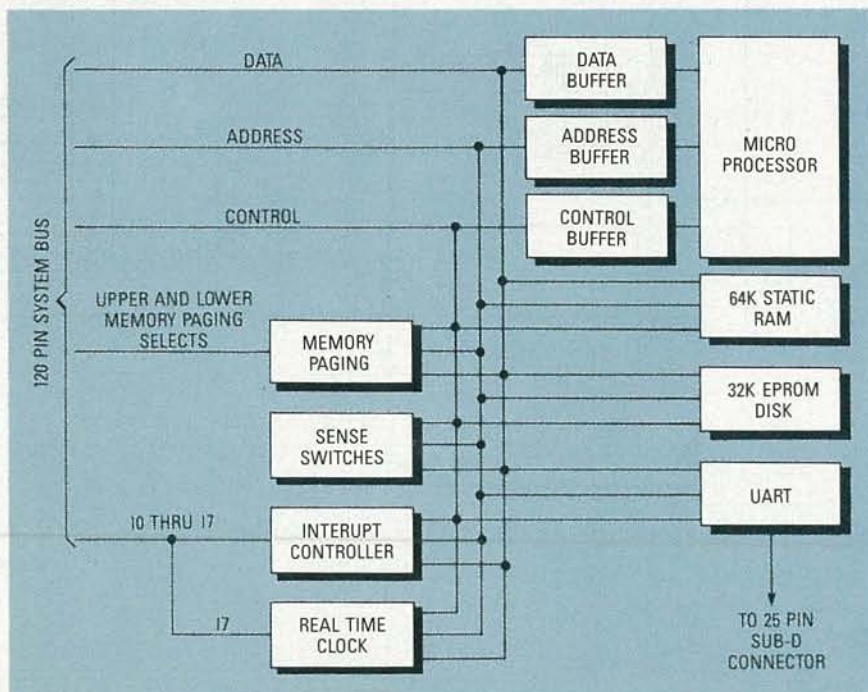 DATA
ADDRESS
CONTROL
120 PIN SYSTEM BUS
UPPER AND LOWER
MEMORY PAGING
SELECTS
10 THRU 17
17
DATA
BUFFER
ADDRESS
BUFFER
CONTROL
BUFFER
MICRO
PROCESSOR
MEMORY
PAGING
SENSE
SWITCHES
INTERUPT
CONTROLLER
REAL TIME
CLOCK
64K STATIC
RAM
32K EPROM
DISK
UART
TO 25 PIN
SUB-D
CONNECTOR